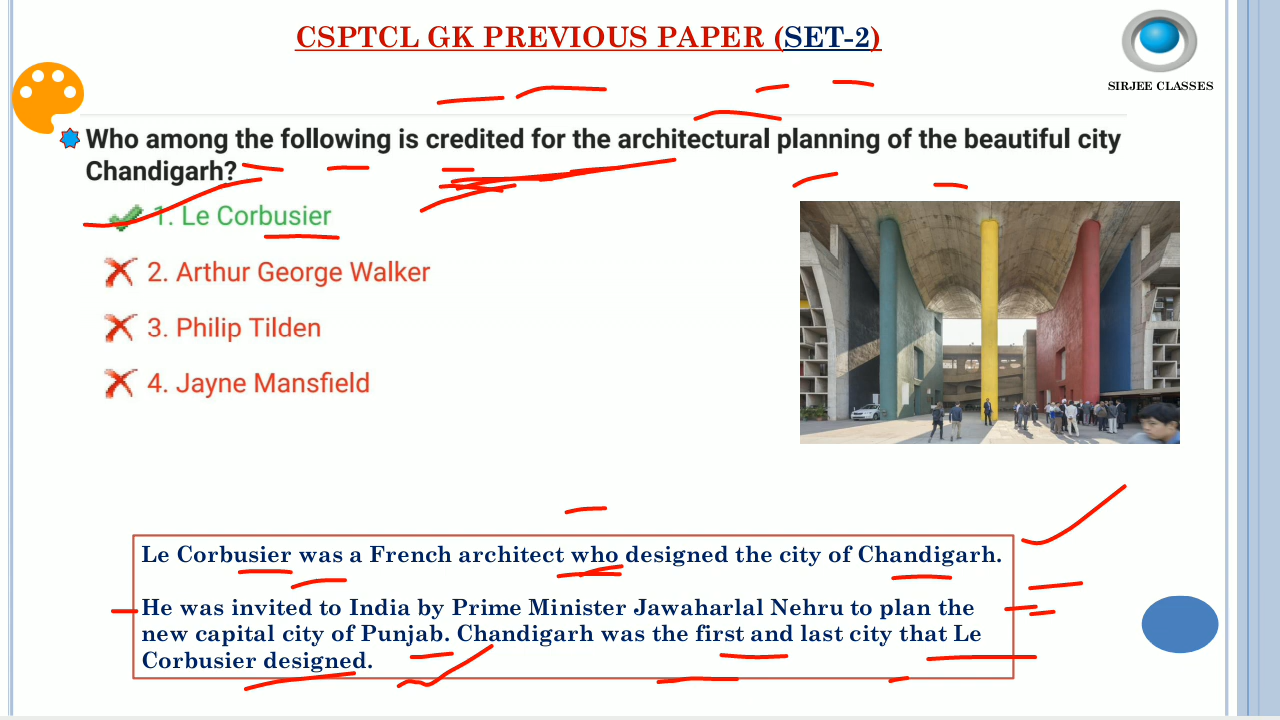 CSPTCL GK PREVIOUS PAPER (SET-2)
SIRJEE CLASSES
Who among the following is credited for the architectural planning of the beautiful city
Chandigarh?
1. Le Corbusier
2. Arthur George Walker
3. Philip Tilden
4. Jayne Mansfield
Le Corbusier was a French architect who designed the city of Chandigarh.
He was invited to India by Prime Minister Jawaharlal Nehru to plan the
new capital city of Punjab. Chandigarh was the first and last city that Le
Corbusier designed.